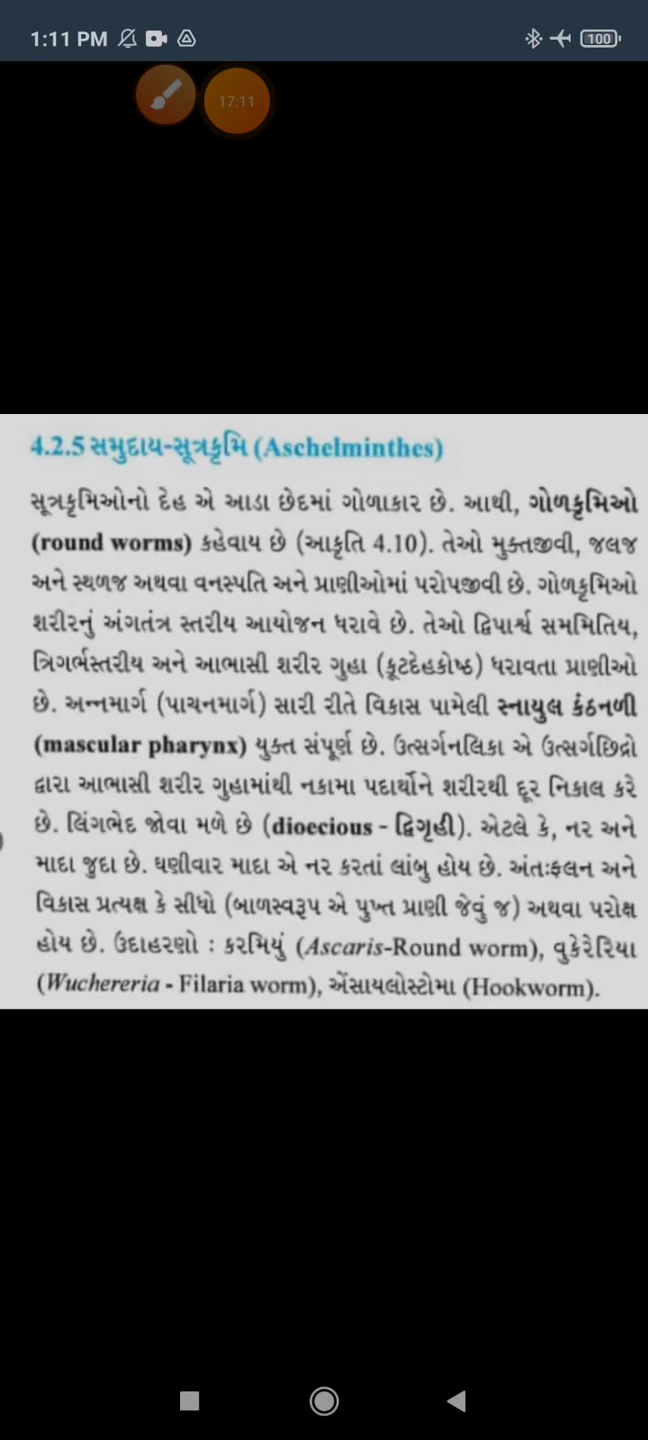 1:11 PM
100
17:11
4.2.5 સમુદાય-સૂત્રકૃમિ (Aschelminthes)
સૂત્રકૃમિઓનો દેહ એ આડા છેદમાં ગોળાકાર છે. આથી, ગોળકૃમિઓ
(round worms) કહેવાય છે (આકૃતિ 4.10). તેઓ મુક્તજીવી, જલજ
અને સ્થળજ અથવા વનસ્પતિ અને પ્રાણીઓમાં પરોપજીવી છે. ગોળકૃમિઓ
શરીરનું અંગતંત્ર સ્તરીય આયોજન ધરાવે છે. તેઓ દ્વિપાર્શ્વ સમમિતિય,
ત્રિગર્ભસ્તરીય અને આભાસી શરીર ગુહા (કૂટદેહકોષ્ઠ) ધરાવતા પ્રાણીઓ
છે. અન્નમાર્ગ (પાચનમાર્ગ) સારી રીતે વિકાસ પામેલી સ્નાયુલ કંઠનળી
(mascular pharynx) યુક્ત સંપૂર્ણ છે. ઉત્સર્ગનલિકા એ ઉત્સર્ગછિદ્રો
દ્વારા આભાસી શરીર ગુહામાંથી નકામા પદાર્થોને શરીરથી દૂર નિકાલ કરે
છે. લિંગભેદ જોવા મળે છે (dioecious - દ્વિગૃહી). એટલે કે, નર અને
માદા જુદા છે. ઘણીવાર માદા એ નર કરતાં લાંબુ હોય છે. અંતઃફલન અને
વિકાસ પ્રત્યક્ષ કે સીધો (બાળસ્વરૂપ એ પુખ્ત પ્રાણી જેવું જ) અથવા પરોક્ષ
હોય છે. ઉદાહરણો : કરમિયું (Ascaris-Round worm), વુકેરેરિયા
(Wuchereria - Filaria worm), એંસાયલોસ્ટોમા (Hookworm).